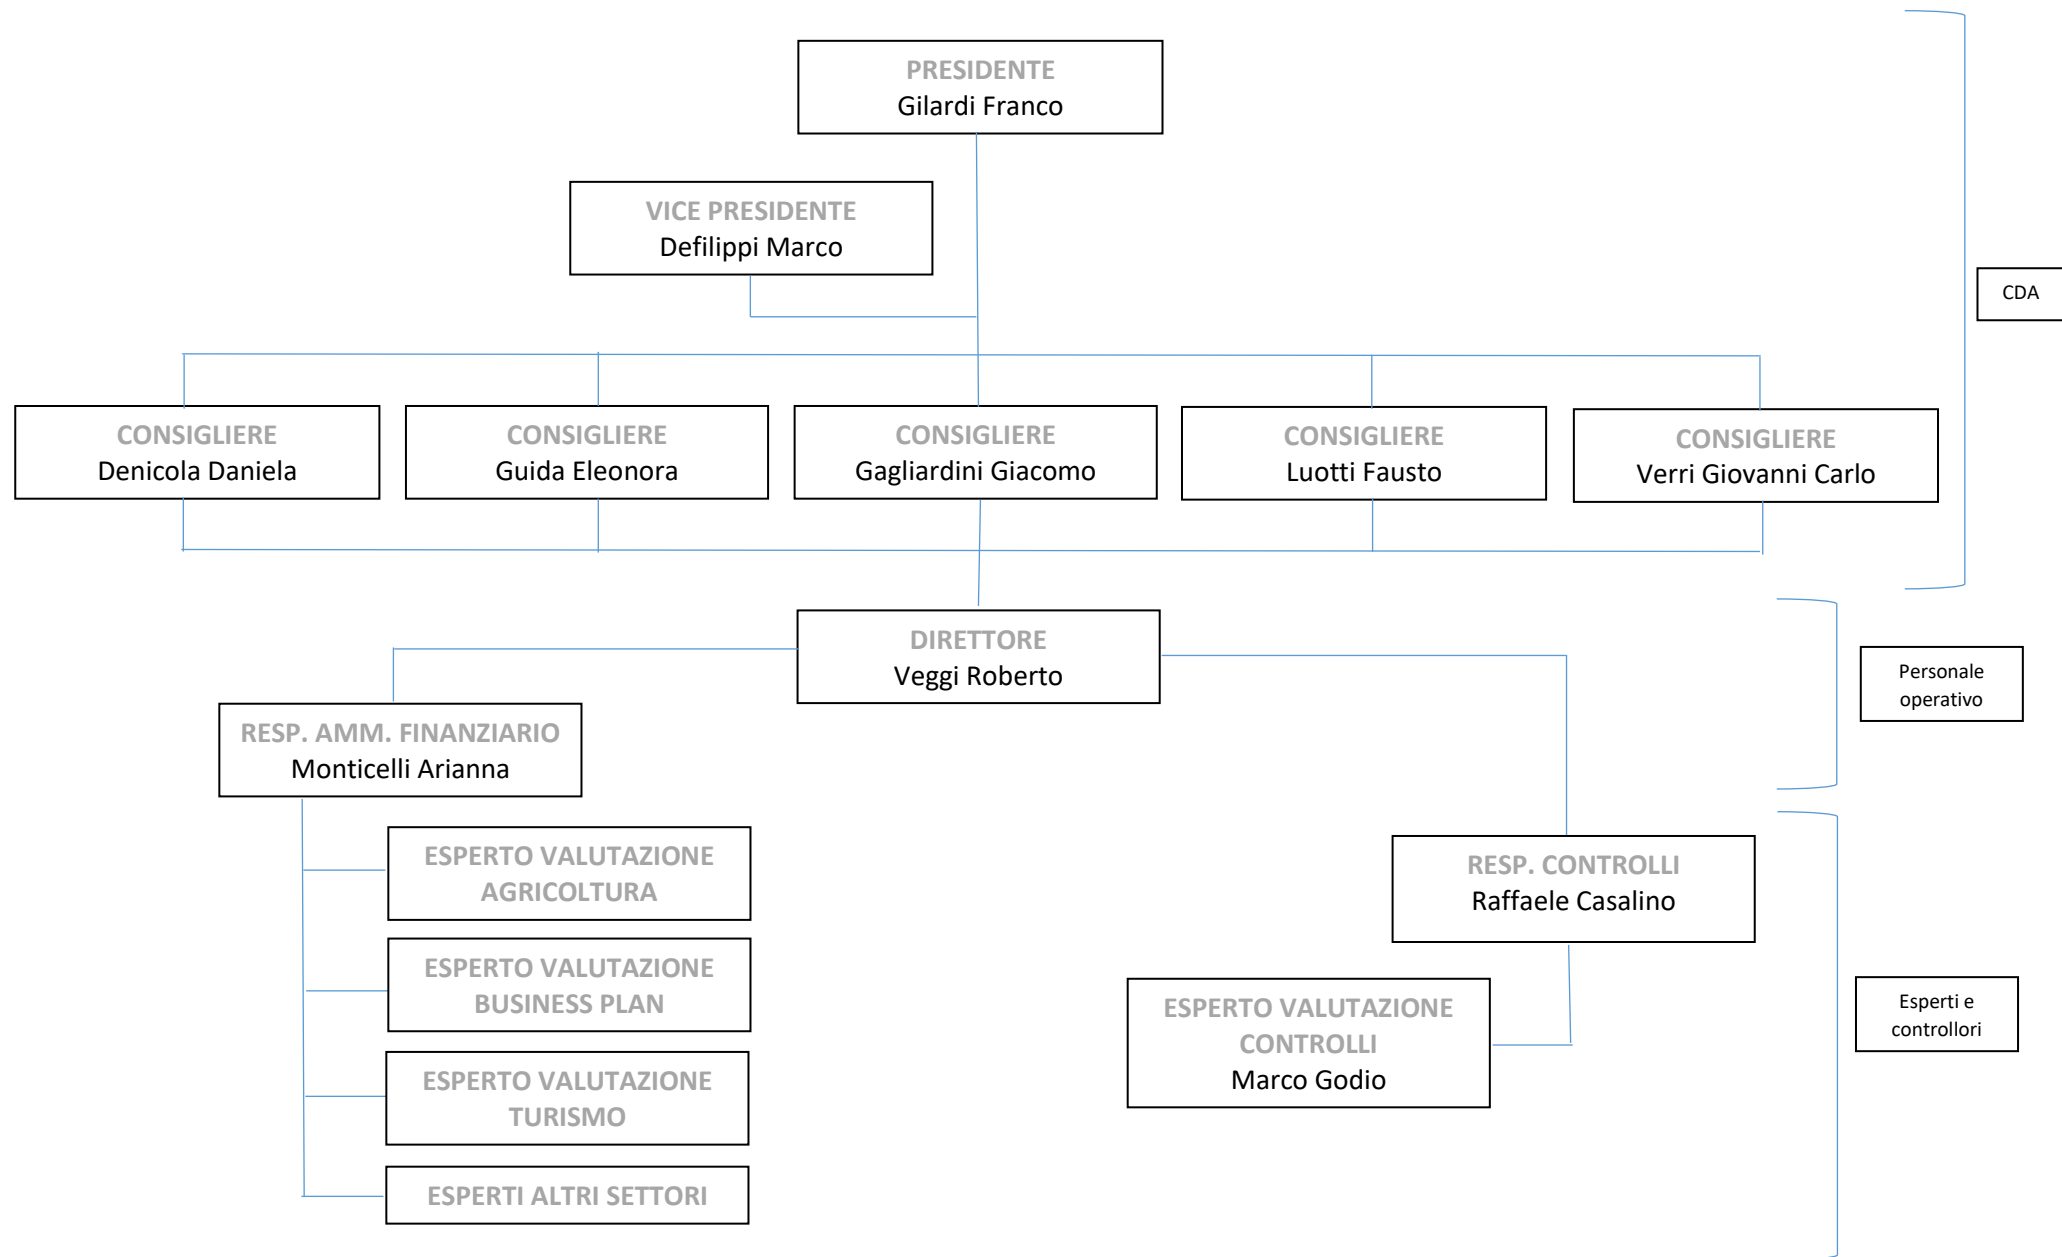 PRESIDENTE
Gilardi Franco
VICE PRESIDENTE
Defilippi Marco
CDA
CONSIGLIERE
Denicola Daniela
CONSIGLIERE
Guida Eleonora
CONSIGLIERE
Gagliardini Giacomo
CONSIGLIERE
Luotti Fausto
CONSIGLIERE
Verri Giovanni Carlo
DIRETTORE
Veggi Roberto
Personale
operativo
RESP. AMM. FINANZIARIO
Monticelli Arianna
ESPERTO VALUTAZIONE
AGRICOLTURA
ESPERTO VALUTAZIONE
BUSINESS PLAN
ESPERTO VALUTAZIONE
TURISMO
ESPERTI ALTRI SETTORI
RESP. CONTROLLI
Raffaele Casalino
ESPERTO VALUTAZIONE
CONTROLLI
Marco Godio
Esperti e
controllori